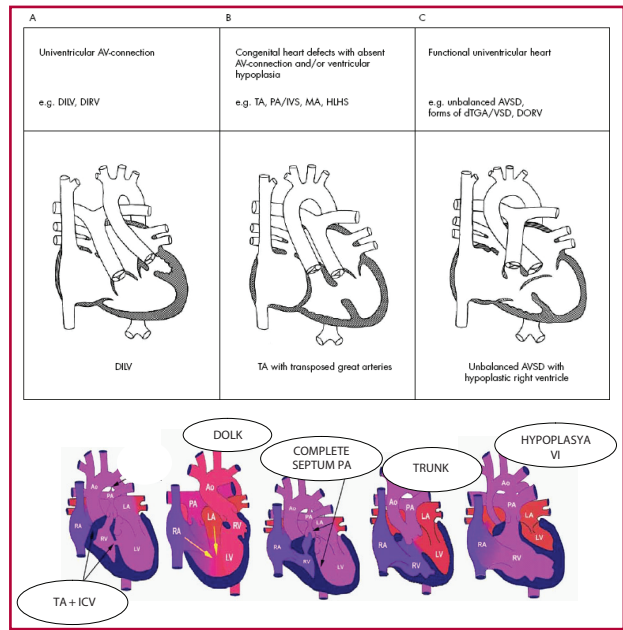 A
B
C
Univentricular AV-connection
e.g. DILV, DIRV
Congenital heart defects with absent
AV-connection and/or ventricular
hypoplasia
e.g. TA, PA/IVS, MA, HLHS
Functional univentricular heart
e.g. unbalanced AVSD,
forms of dTGA/VSD, DORV
DILV
TA with transposed great arteries
Unbalanced AVSD with
hypoplastic right ventricle
DOLK
COMPLETE
SEPTUM PA
TRUNK
HYPOPLASYA
VI
TA + ICV
Ao
PA
LA
RV
LV
Ao
PA
LA
RA
RV
LV
Ao
PA
LA
RA
RV
LV
Ao
LA
RA
RV
LV
Ao
PA
LA
RA
LV
RV